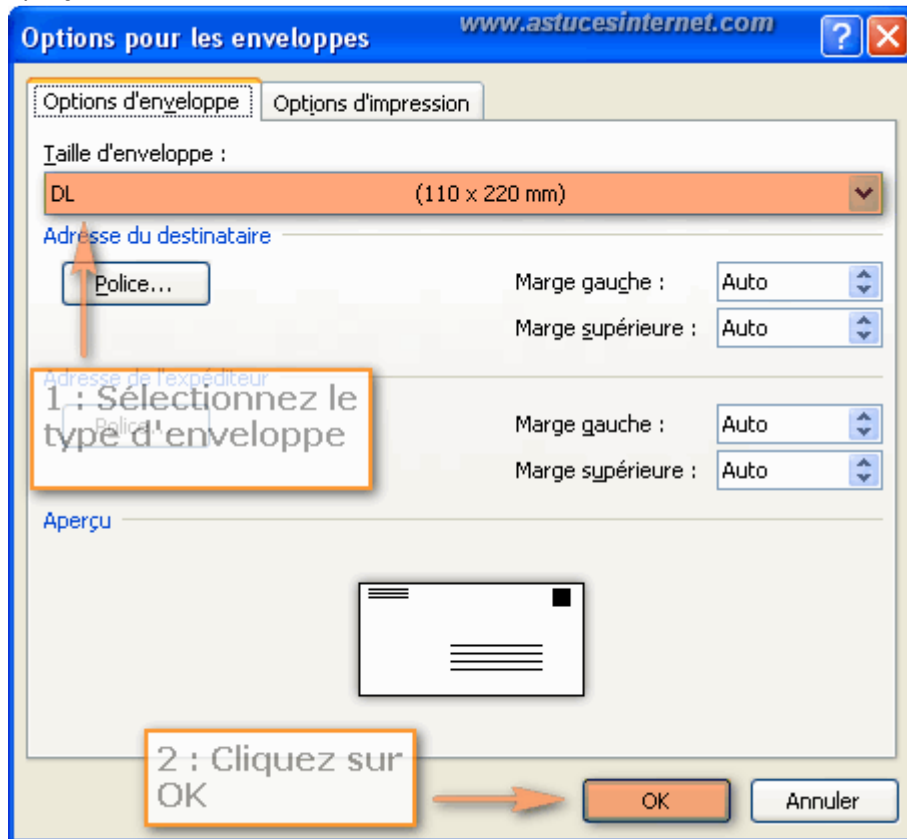 Options pour les enveloppes
www.astucesinternet.com
Options d'enveloppe Options d'impression
Taille d'enveloppe :
DL (110 x 220 mm)
Adresse du destinataire
Police... Marge gauche : Auto
Marge supérieure : Auto
Adresse de l'expéditeur
1 : Sélectionnez le
type d'enveloppe
Police... Marge gauche : Auto
Marge supérieure : Auto
Aperçu
2 : Cliquez sur
OK
OK Annuler